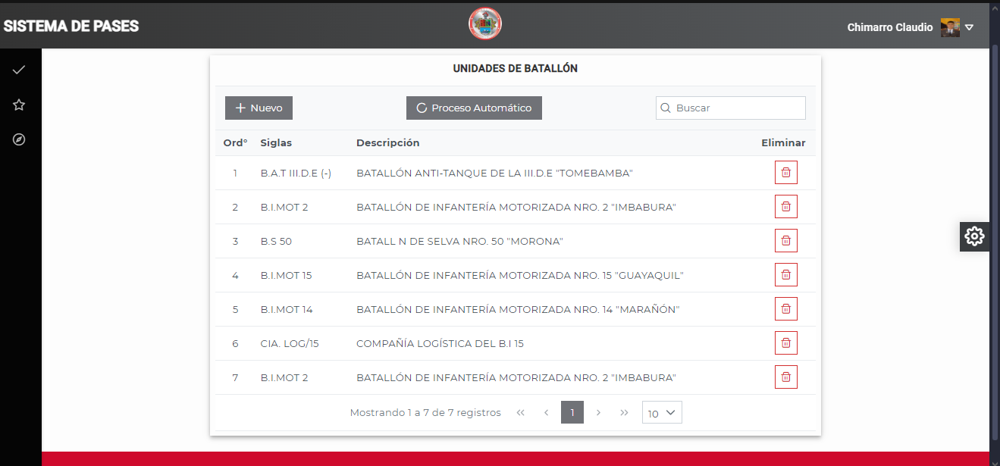 SISTEMA DE PASES
Chimarro Claudio
UNIDADES DE BATALLÓN
Nuevo
Proceso Automático
Buscar
Ord° Siglas Descripción Eliminar
1 B.A.T III.D.E (-) BATALLÓN ANTI-TANQUE DE LA III.D.E "TOMEBAMBA"
2 B.I.MOT 2 BATALLÓN DE INFANTERÍA MOTORIZADA NRO. 2 "IMBABURA"
3 B.S 50 BATALL N DE SELVA NRO. 50 "MORONA"
4 B.I.MOT 15 BATALLÓN DE INFANTERÍA MOTORIZADA NRO. 15 "GUAYAQUIL"
5 B.I.MOT 14 BATALLÓN DE INFANTERÍA MOTORIZADA NRO. 14 "MARAÑÓN"
6 CIA. LOG/15 COMPAÑÍA LOGÍSTICA DEL B.I 15
7 B.I.MOT 2 BATALLÓN DE INFANTERÍA MOTORIZADA NRO. 2 "IMBABURA"
Mostrando 1 a 7 de 7 registros « ‹ 1 › » 10